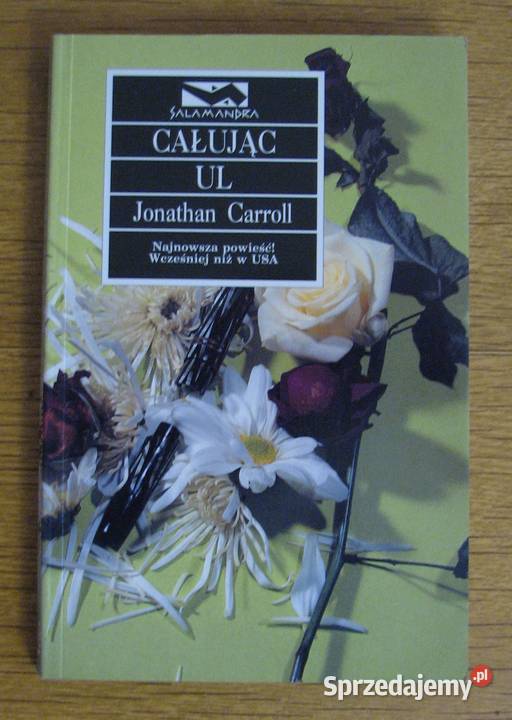 SALAMANDRA
CAŁUJĄC
UL
Jonathan Carroll
Najnowsza powieść!
Wcześniej niż w USA
Sprzedajemy.pl